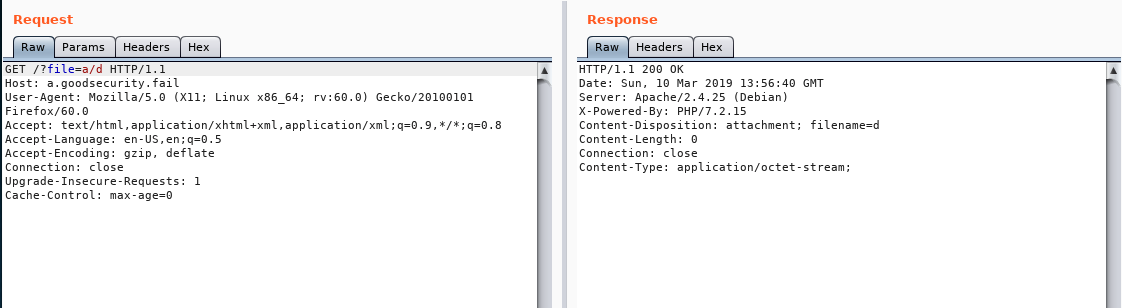 Request
Raw Params Headers Hex
GET /?file=a/d HTTP/1.1
Host: a.goodsecurity.fail
User-Agent: Mozilla/5.0 (X11; Linux x86_64; rv:60.0) Gecko/20100101
Firefox/60.0
Accept: text/html,application/xhtml+xml,application/xml;q=0.9,*/*;q=0.8
Accept-Language: en-US,en;q=0.5
Accept-Encoding: gzip, deflate
Connection: close
Upgrade-Insecure-Requests: 1
Cache-Control: max-age=0
Response
Raw Headers Hex
HTTP/1.1 200 OK
Date: Sun, 10 Mar 2019 13:56:40 GMT
Server: Apache/2.4.25 (Debian)
X-Powered-By: PHP/7.2.15
Content-Disposition: attachment; filename=d
Content-Length: 0
Connection: close
Content-Type: application/octet-stream;